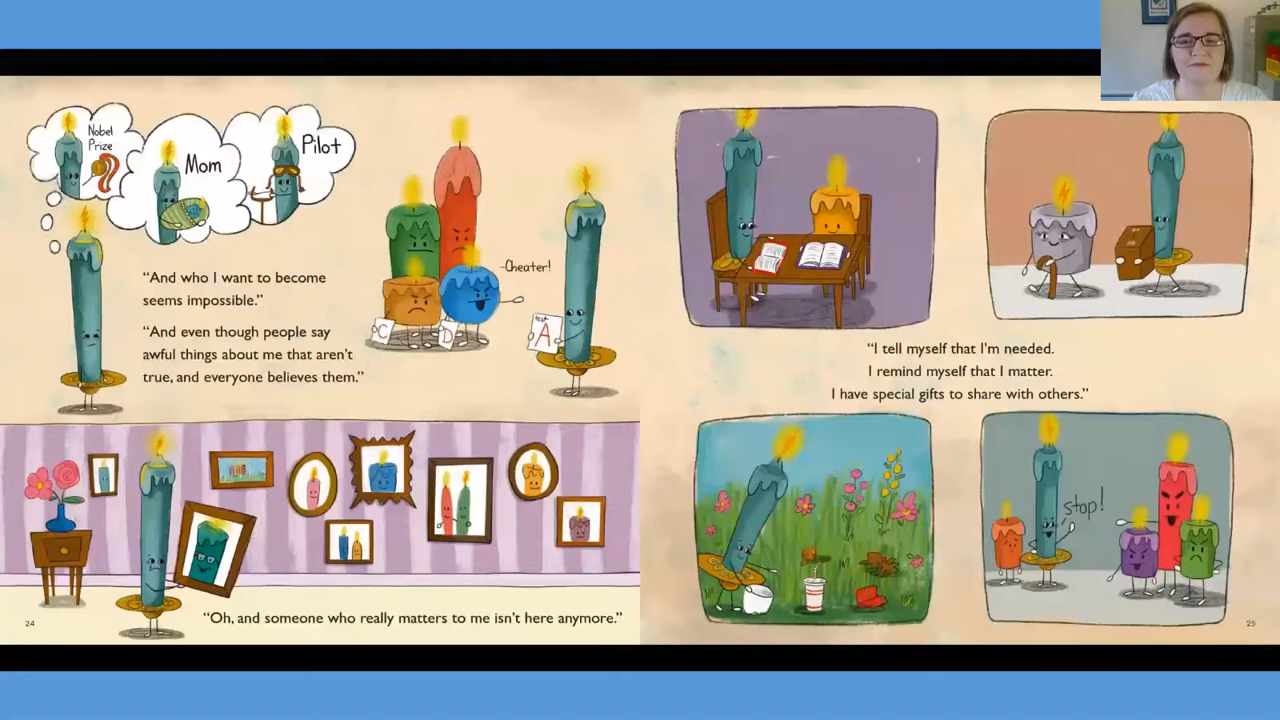 Nobel
Prize
Mom
Pilot
“And who I want to become
seems impossible.”
“And even though people say
awful things about me that aren’t
true, and everyone believes them.”
-Cheater!
C
D
test
A
“Oh, and someone who really matters to me isn’t here anymore.”
24
“I tell myself that I’m needed.
I remind myself that I matter.
I have special gifts to share with others.”
stop!
25